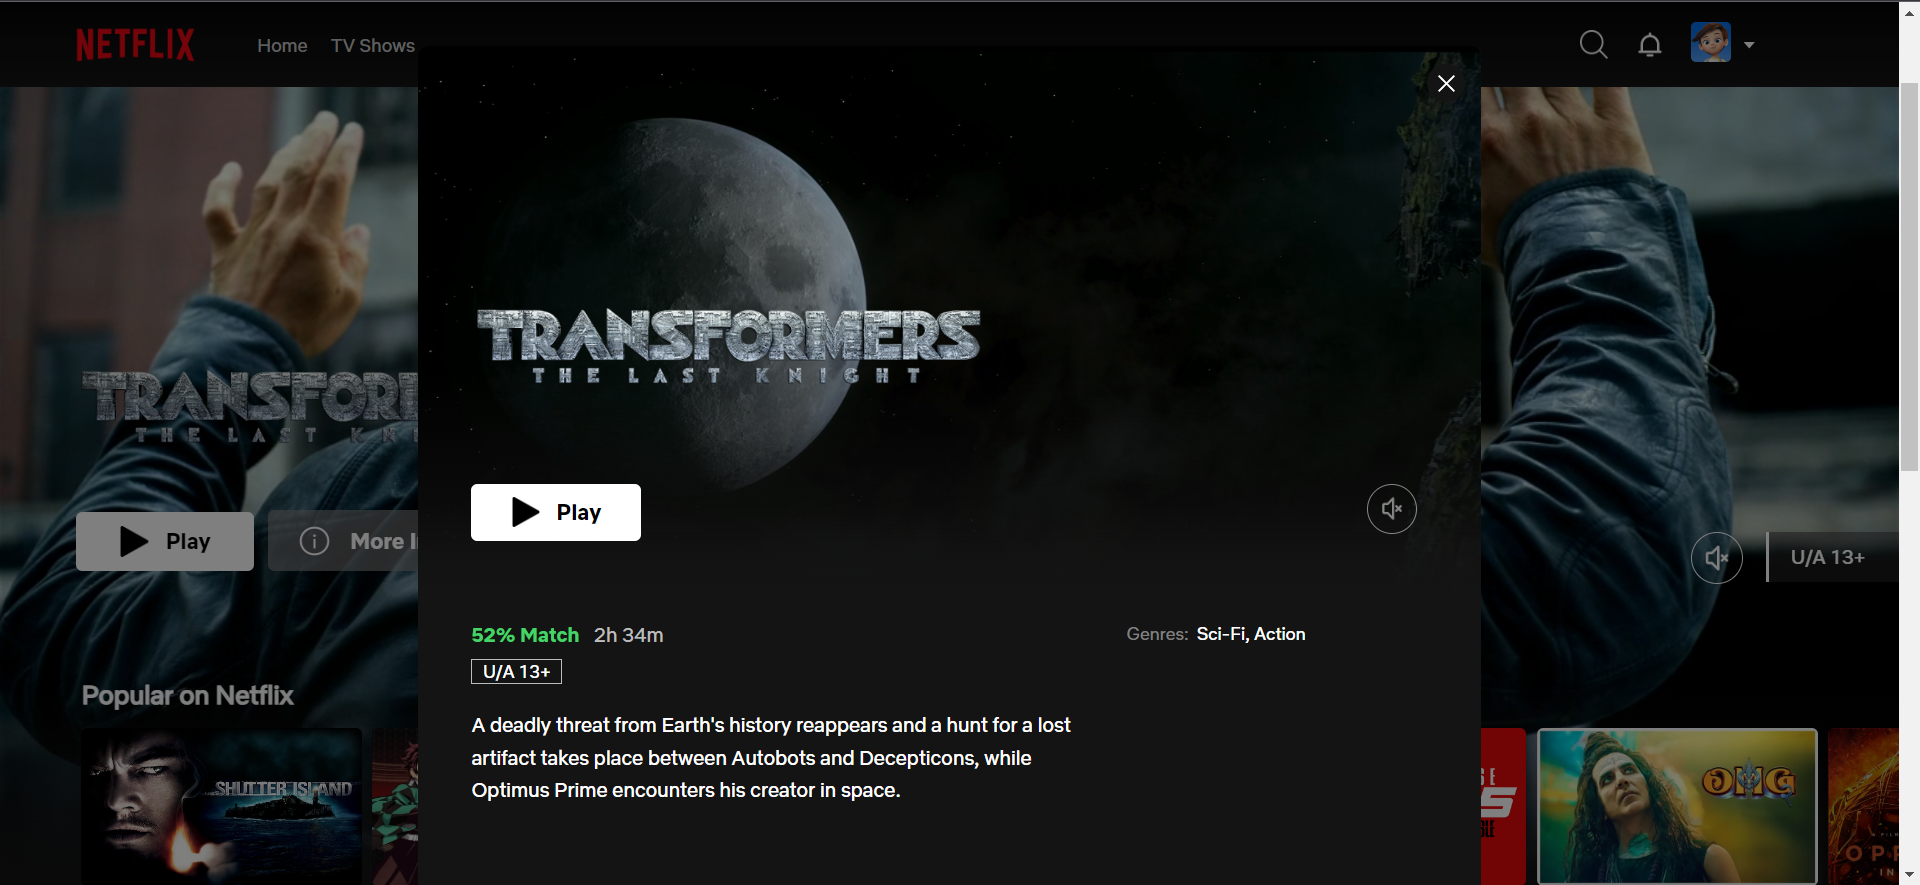 NETFLIX
Home TV Shows
TRANSFORMERS
THE LAST KNIGHT
Play
52% Match 2h 34m
U/A 13+
Genres: Sci-Fi, Action
A deadly threat from Earth's history reappears and a hunt for a lost
artifact takes place between Autobots and Decepticons, while
Optimus Prime encounters his creator in space.
TRANSFOR
THE LAST KN
Play
More I
U/A 13+
Popular on Netflix
SHUTTER ISLAND
OMG
OPP